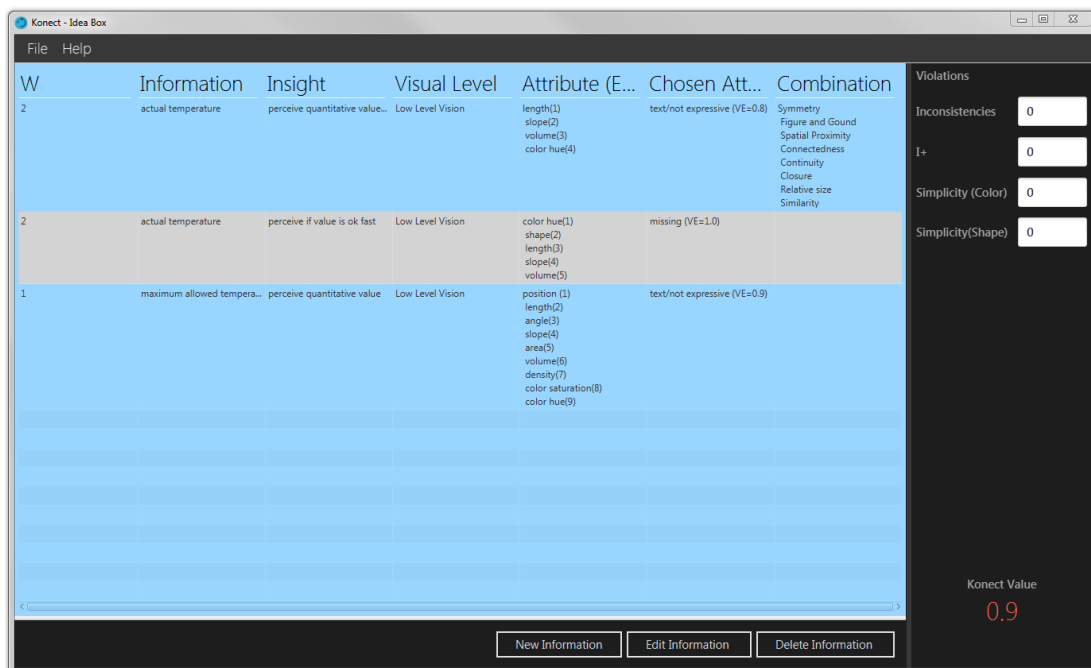 Konect - Idea Box
File Help
W Information Insight Visual Level Attribute (E... Chosen Att... Combination
2 actual temperature perceive quantitative value... Low Level Vision length(1) text/not expressive (VE=0.8) Symmetry
slope(2) Figure and Gound
volume(3) Spatial Proximity
color hue(4) Connectedness
Continuity
Closure
Relative size
Similarity
2 actual temperature perceive if value is ok fast Low Level Vision color hue(1) missing (VE=1.0)
shape(2)
length(3)
slope(4)
volume(5)
1 maximum allowed tempera... perceive quantitative value Low Level Vision position (1) text/not expressive (VE=0.9)
length(2)
angle(3)
slope(4)
area(5)
volume(6)
density(7)
color saturation(8)
color hue(9)
Violations
Inconsistencies 0
I+ 0
Simplicity (Color) 0
Simplicity(Shape) 0
Konect Value
0.9
New Information Edit Information Delete Information